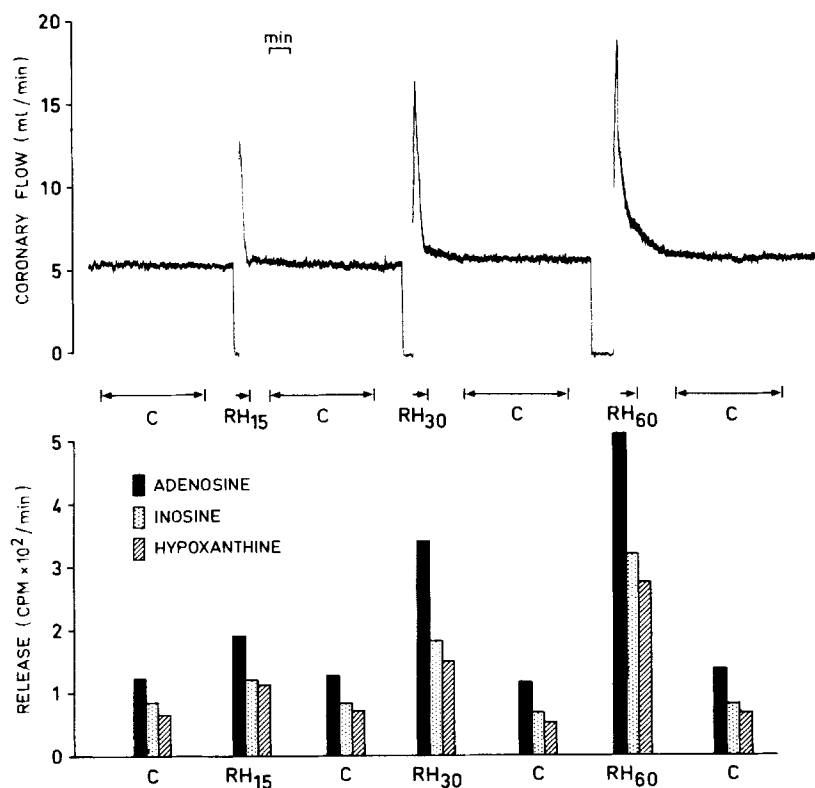 20
min
15
10
5
0
CORONARY FLOW (ml/min)
C RH15 C RH30 C RH60 C
5
ADENOSINE
INOSINE
HYPOXANTHINE
4
3
2
1
0
RELEASE (CPM × 10²/min)
C RH15 C RH30 C RH60 C